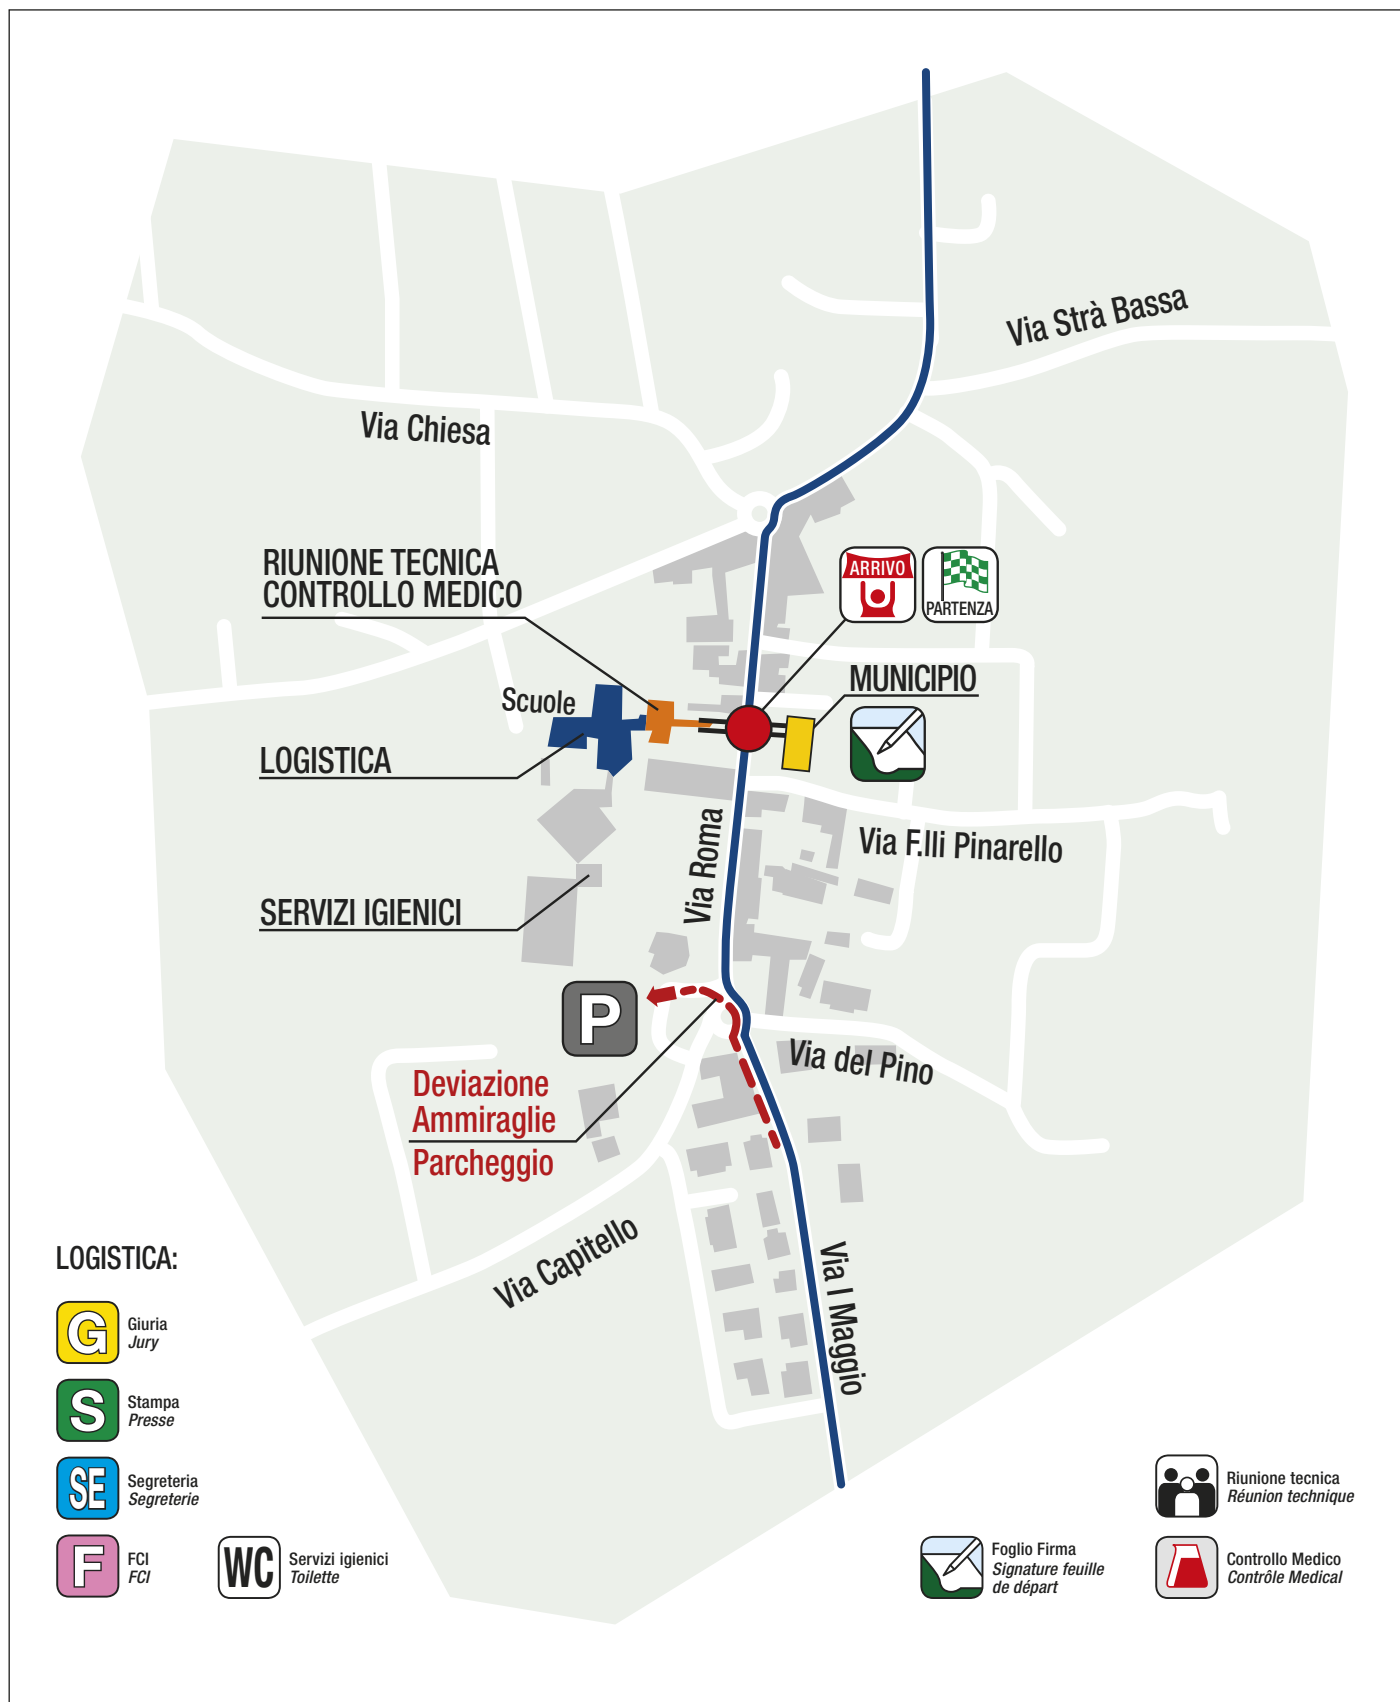 Via Strà Bassa
Via Chiesa
RIUNIONE TECNICA
CONTROLLO MEDICO
ARRIVO
PARTENZA
MUNICIPIO
Scuole
LOGISTICA
Via Roma
Via F.lli Pinarello
SERVIZI IGIENICI
P
Via del Pino
Deviazione
Ammiraglie
Parcheggio
Via Capitello
Via I Maggio
LOGISTICA:
G
Giuria
Jury
S
Stampa
Presse
SE
Segreteria
Segreterie
F
FCI
FCI
WC
Servizi igienici
Toilette
Foglio Firma
Signature feuille
de départ
Riunione tecnica
Réunion technique
Controllo Medico
Contrôle Medical